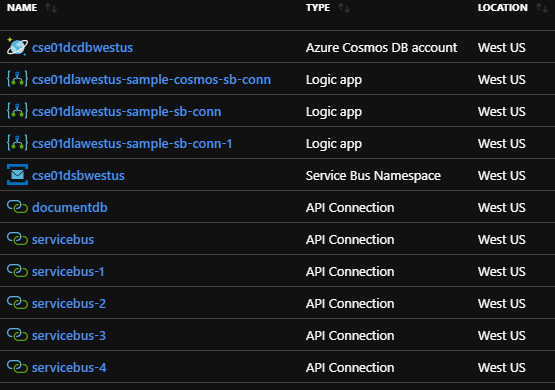 NAME TYPE LOCATION
cse01dcdbwestus Azure Cosmos DB account West US
cse01dlawestus-sample-cosmos-sb-conn Logic app West US
cse01dlawestus-sample-sb-conn Logic app West US
cse01dlawestus-sample-sb-conn-1 Logic app West US
cse01dsbwestus Service Bus Namespace West US
documentdb API Connection West US
servicebus API Connection West US
servicebus-1 API Connection West US
servicebus-2 API Connection West US
servicebus-3 API Connection West US
servicebus-4 API Connection West US